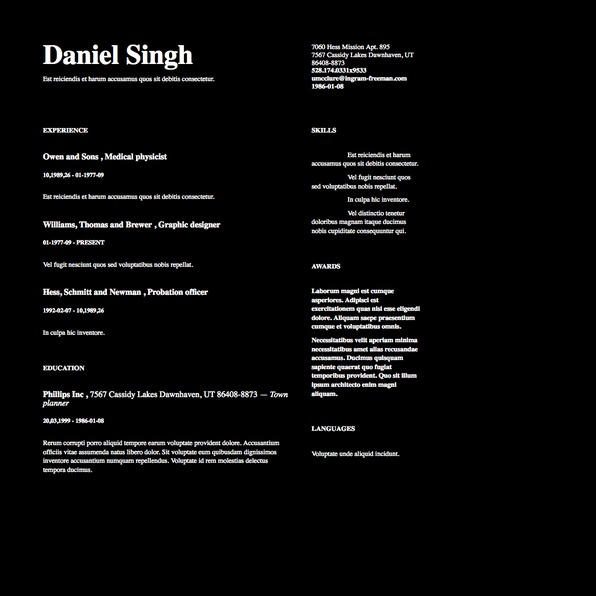 Daniel Singh
Est reiciendis et harum accusamus quos sit debitis consectetur.
7060 Hess Mission Apt. 895
7567 Cassidy Lakes Dawnhaven, UT
86408-8873
528.174.0331x9533
umcclure@ingram-freeman.com
1986-01-08
EXPERIENCE
Owen and Sons , Medical physicist
10,1989,26 - 01-1977-09
Est reiciendis et harum accusamus quos sit debitis consectetur.
Williams, Thomas and Brewer , Graphic designer
01-1977-09 - PRESENT
Vel fugit nesciunt quos sed voluptatibus nobis repellat.
Hess, Schmitt and Newman , Probation officer
1992-02-07 - 10,1989,26
In culpa hic inventore.
EDUCATION
Phillips Inc , 7567 Cassidy Lakes Dawnhaven, UT 86408-8873 — Town
planner
20,03,1999 - 1986-01-08
Rerum corrupti porro aliquid tempore earum voluptate provident dolore. Accusantium
officiis vitae assumenda natus libero dolor. Sit voluptate eum quibusdam dignissimos
inventore accusantium numquam repellendus. Voluptate id rem molestias delectus
tempora ducimus.
SKILLS
Est reiciendis et harum
accusamus quos sit debitis consectetur.
Vel fugit nesciunt quos
sed voluptatibus nobis repellat.
In culpa hic inventore.
Vel distinctio tenetur
doloribus magnam itaque ducimus
nobis cupiditate consequuntur qui.
AWARDS
Laborum magni est cumque
asperiores. Adipisci est
exercitationem quas nisi esse eligendi
dolore. Aliquam saepe praesentium
cumque et voluptatibus omnis.
Necessitatibus velit aperiam minima
necessitatibus amet alias recusandae
accusamus. Ducimus quisquam
sapiente quaerat quo fugiat
temporibus provident. Quo sit illum
ipsum architecto enim magni
aliquam.
LANGUAGES
Voluptate unde aliquid incidunt.